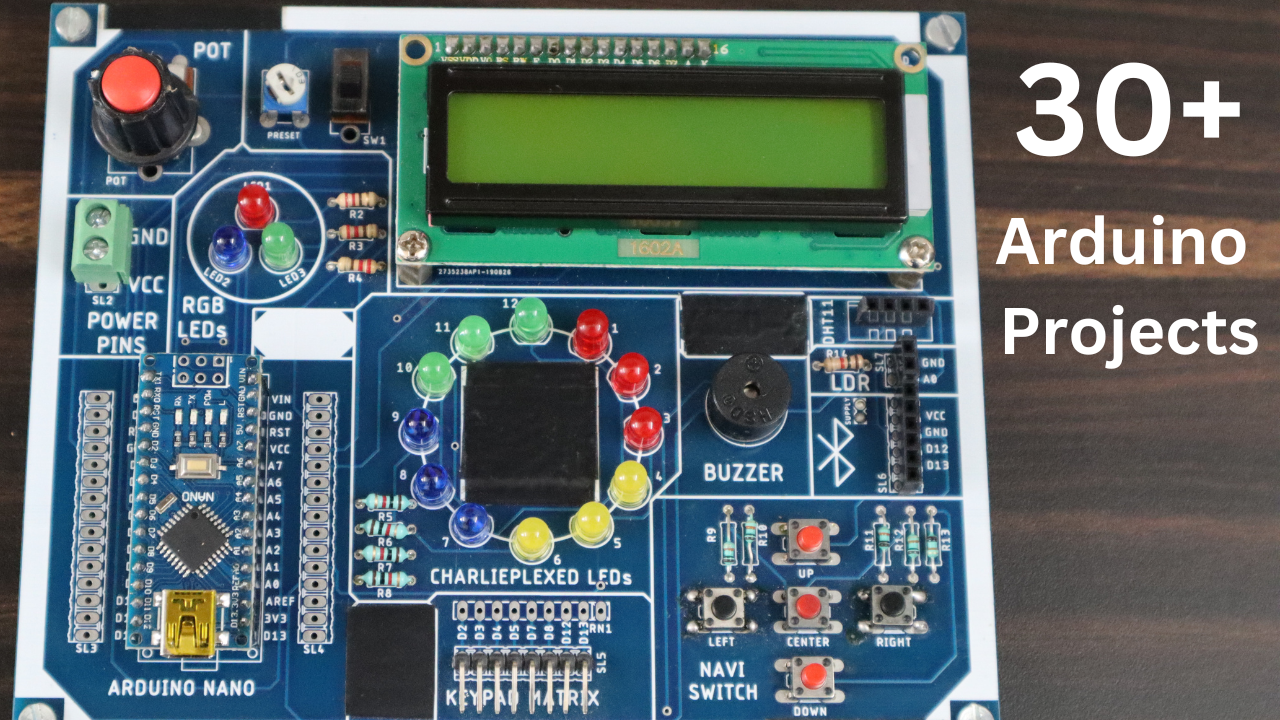 30+
Arduino
Projects
POT
POT
PRESET
SW1
1
16
1602A
2735238AP1-190828
LED1
LED2
LED3
R2
R3
R4
RGB
LEDs
GND
VCC
SL2
POWER
PINS
12
11
1
10
2
9
3
8
4
7
5
6
CHARLIEPLEXED LEDs
R5
R6
R7
R8
BUZZER
DHT11
R14
LDR
SL7
GND
A0
SUPPLY
VCC
GND
D12
D13
SL6
VIN
GND
RST
VCC
A7
A6
A5
A4
A3
A2
A1
A0
AREF
3V3
D13
SL3
SL4
NANO
ARDUINO NANO
D2
D3
D4
D5
D7
D8
D12
D13
RN1
SL5
KEYPAD MATRIX
R9
R10
R11
R12
R13
UP
LEFT
CENTER
RIGHT
DOWN
NAVI
SWITCH